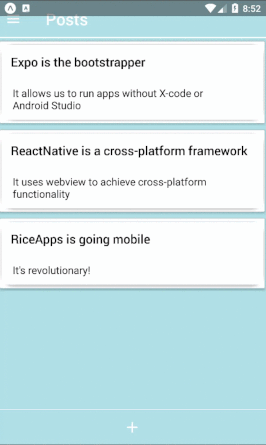 8:52
Posts
Expo is the bootstrapper
It allows us to run apps without X-code or
Android Studio
ReactNative is a cross-platform framework
It uses webview to achieve cross-platform
functionality
RiceApps is going mobile
It's revolutionary!
+